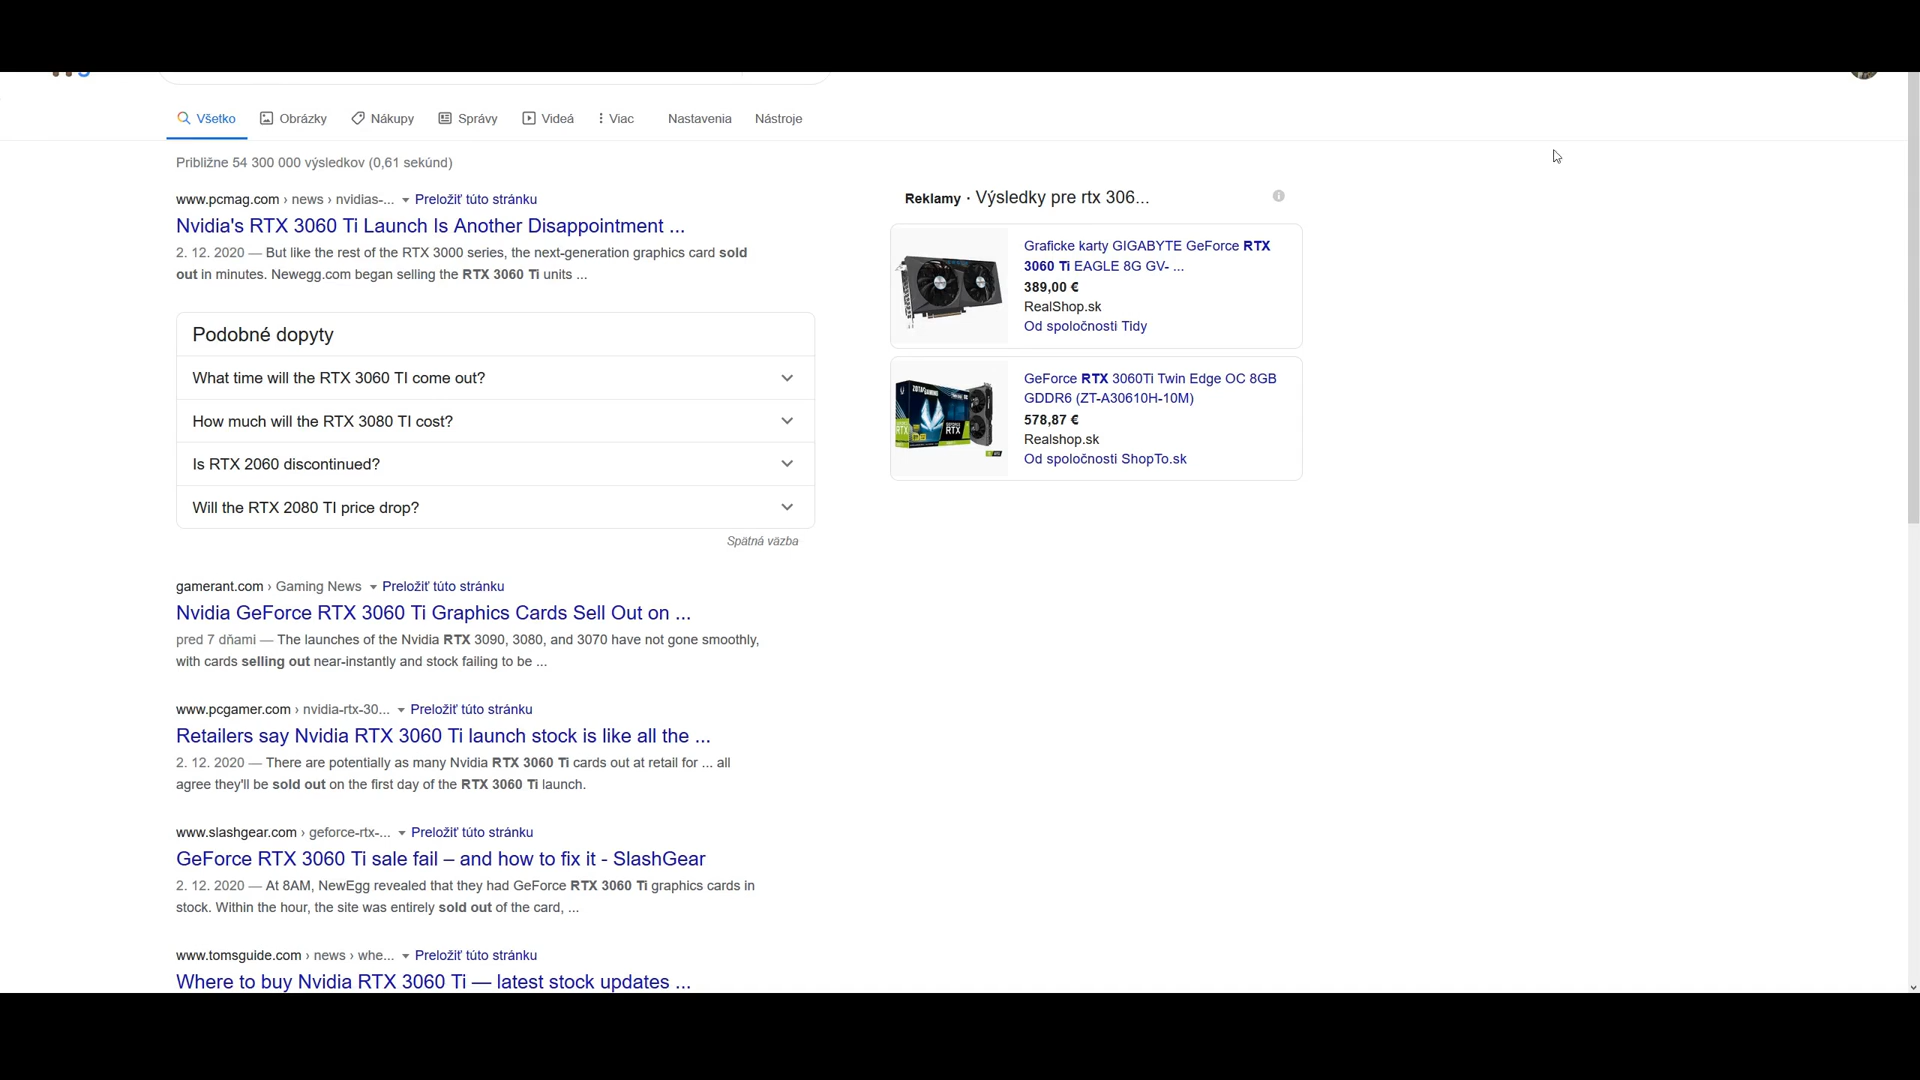 Všetko Obrázky Nákupy Správy Videá Viac Nastavenia Nástroje
Približne 54 300 000 výsledkov (0,61 sekúnd)
www.pcmag.com › news › nvidias-... Preložiť túto stránku
Nvidia's RTX 3060 Ti Launch Is Another Disappointment ...
2. 12. 2020 — But like the rest of the RTX 3000 series, the next-generation graphics card sold
out in minutes. Newegg.com began selling the RTX 3060 Ti units ...
Podobné dopyty
What time will the RTX 3060 TI come out?
How much will the RTX 3080 TI cost?
Is RTX 2060 discontinued?
Will the RTX 2080 TI price drop?
Spätná väzba
gamerant.com › Gaming News Preložiť túto stránku
Nvidia GeForce RTX 3060 Ti Graphics Cards Sell Out on ...
pred 7 dňami — The launches of the Nvidia RTX 3090, 3080, and 3070 have not gone smoothly,
with cards selling out near-instantly and stock failing to be ...
www.pcgamer.com › nvidia-rtx-30... Preložiť túto stránku
Retailers say Nvidia RTX 3060 Ti launch stock is like all the ...
2. 12. 2020 — There are potentially as many Nvidia RTX 3060 Ti cards out at retail for ... all
agree they'll be sold out on the first day of the RTX 3060 Ti launch.
www.slashgear.com › geforce-rtx-... Preložiť túto stránku
GeForce RTX 3060 Ti sale fail – and how to fix it - SlashGear
2. 12. 2020 — At 8AM, NewEgg revealed that they had GeForce RTX 3060 Ti graphics cards in
stock. Within the hour, the site was entirely sold out of the card, ...
www.tomsguide.com › news › whe... Preložiť túto stránku
Where to buy Nvidia RTX 3060 Ti — latest stock updates ...
Reklamy · Výsledky pre rtx 306...
Graficke karty GIGABYTE GeForce RTX
3060 Ti EAGLE 8G GV- ...
389,00 €
RealShop.sk
Od spoločnosti Tidy
GeForce RTX 3060Ti Twin Edge OC 8GB
GDDR6 (ZT-A30610H-10M)
578,87 €
Realshop.sk
Od spoločnosti ShopTo.sk
ZOTAC GAMING
RTX
RTX